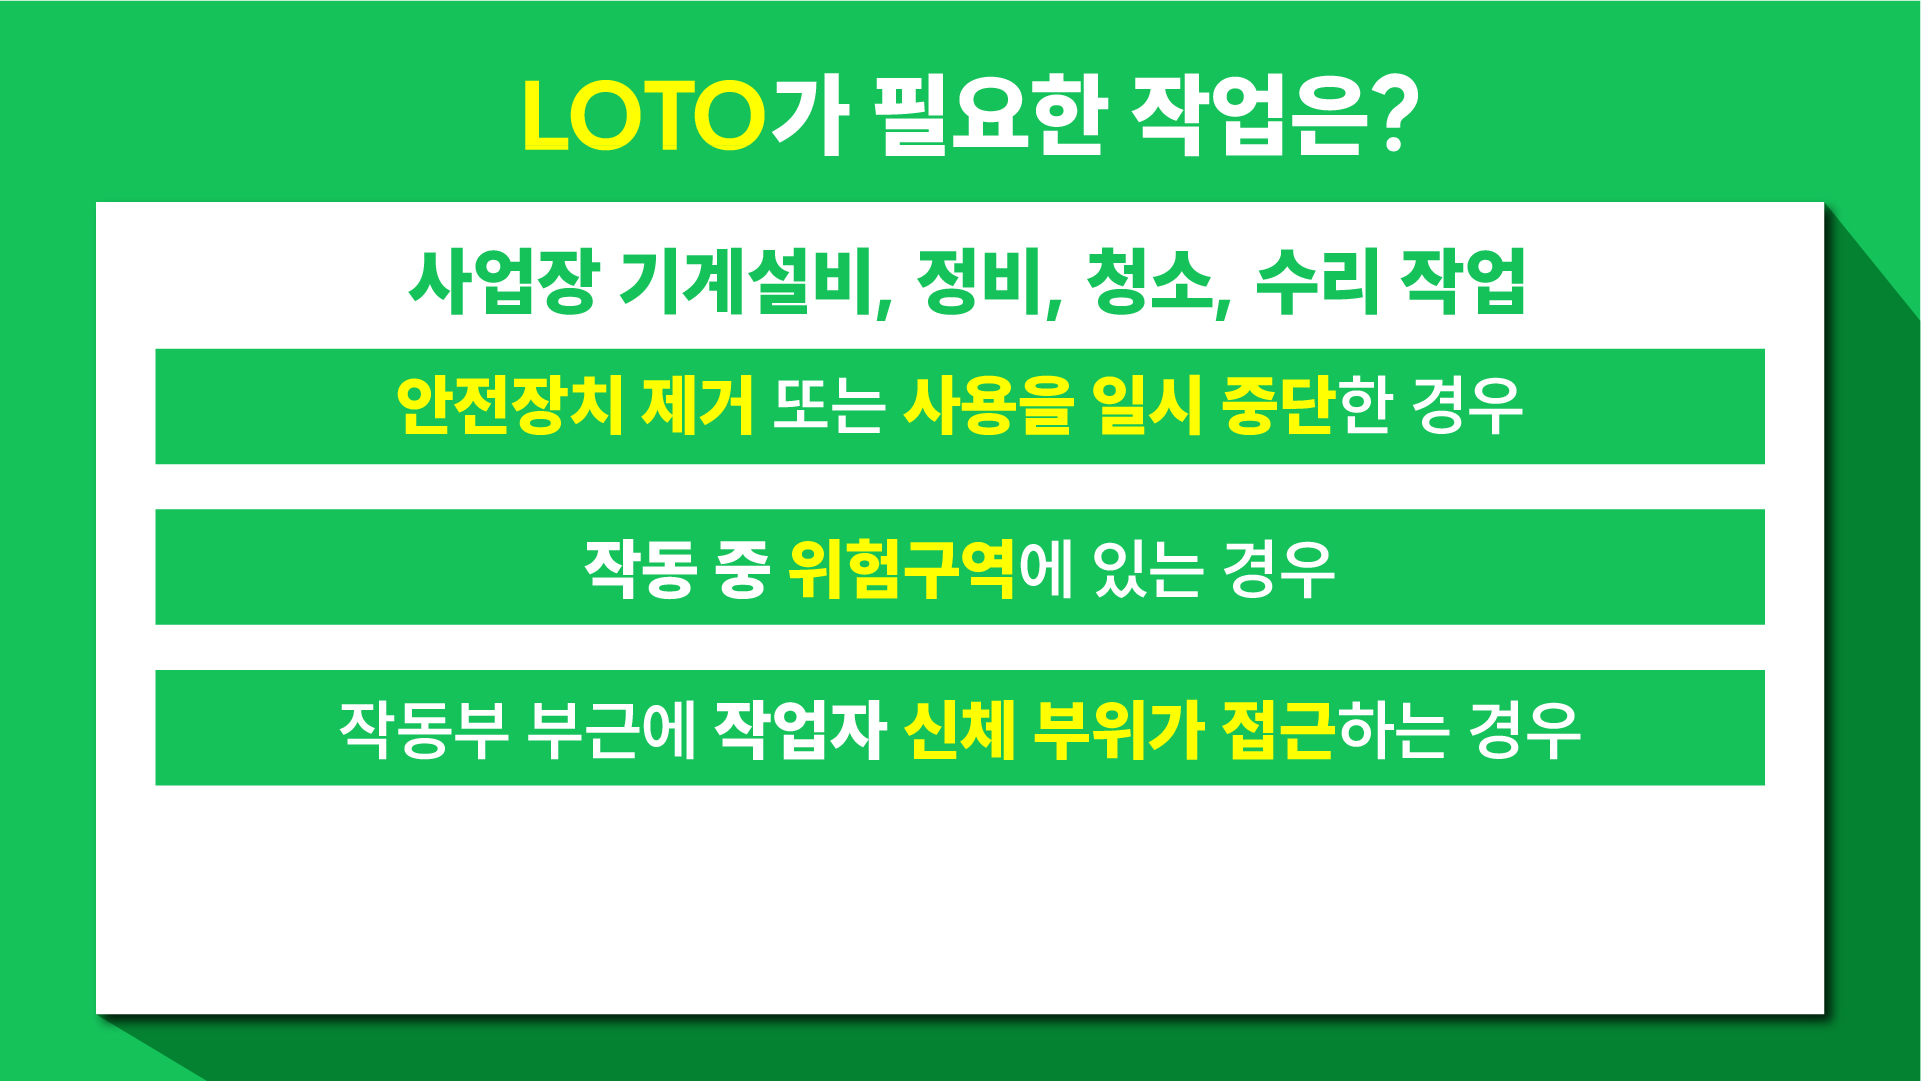 LOTO가 필요한 작업은?
사업장 기계설비, 정비, 청소, 수리 작업
안전장치 제거 또는 사용을 일시 중단한 경우
작동 중 위험구역에 있는 경우
작동부 부근에 작업자 신체 부위가 접근하는 경우